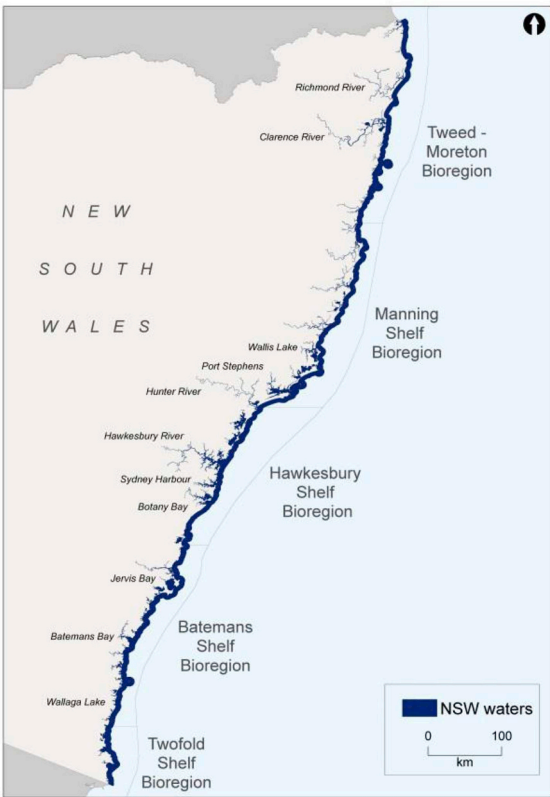 Richmond River
Clarence River
Tweed -
Moreton
Bioregion
N E W
S O U T H
W A L E S
Manning
Shelf
Bioregion
Wallis Lake
Port Stephens
Hunter River
Hawkesbury River
Sydney Harbour
Botany Bay
Hawkesbury
Shelf
Bioregion
Jervis Bay
Batemans Bay
Batemans
Shelf
Bioregion
Wallaga Lake
Twofold
Shelf
Bioregion
NSW waters
0 100
km